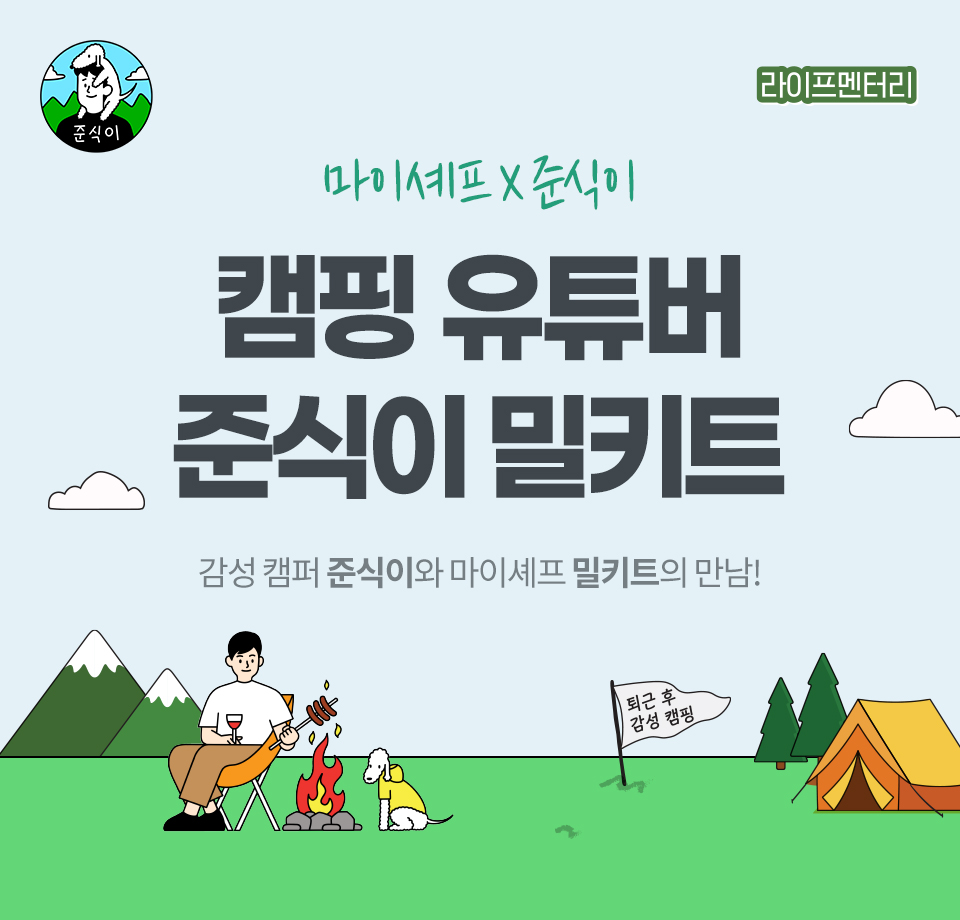 준식이
라이프멘터리
마이셰프 X 준식이
캠핑 유튜버
준식이 밀키트
감성 캠퍼 준식이와 마이셰프 밀키트의 만남!
퇴근 후
감성 캠핑